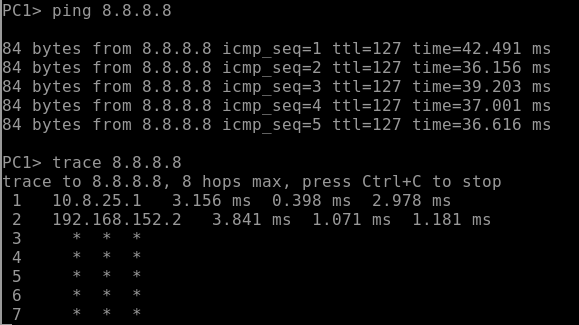 PC1> ping 8.8.8.8
84 bytes from 8.8.8.8 icmp_seq=1 ttl=127 time=42.491 ms
84 bytes from 8.8.8.8 icmp_seq=2 ttl=127 time=36.156 ms
84 bytes from 8.8.8.8 icmp_seq=3 ttl=127 time=39.203 ms
84 bytes from 8.8.8.8 icmp_seq=4 ttl=127 time=37.001 ms
84 bytes from 8.8.8.8 icmp_seq=5 ttl=127 time=36.616 ms
PC1> trace 8.8.8.8
trace to 8.8.8.8, 8 hops max, press Ctrl+C to stop
1 10.8.25.1 3.156 ms 0.398 ms 2.978 ms
2 192.168.152.2 3.841 ms 1.071 ms 1.181 ms
3 * * *
4 * * *
5 * * *
6 * * *
7 * * *